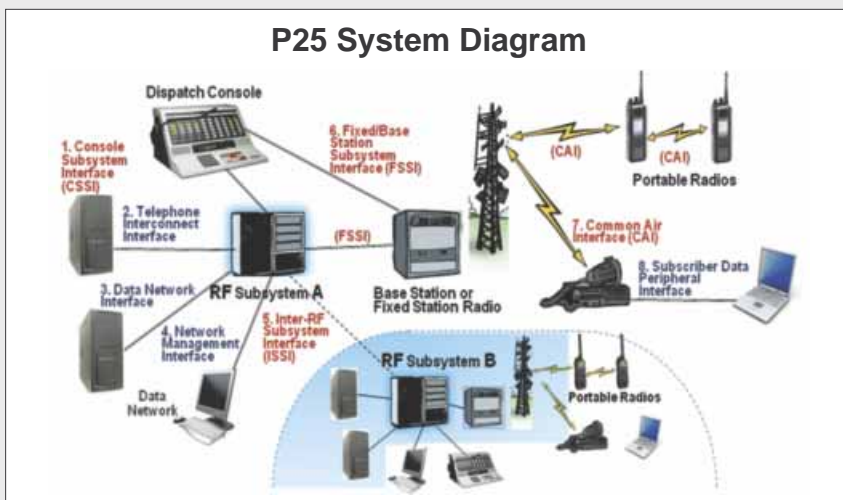 P25 System Diagram
Dispatch Console
1. Console
Subsystem
Interface
(CSSI)
6. Fixed/Base
Station
Subsystem
Interface (FSSI)
(CAI)
(CAI)
Portable Radios
2. Telephone
Interconnect
Interface
(FSSI)
7. Common Air
Interface (CAI)
3. Data Network
Interface
RF Subsystem A
Base Station or
Fixed Station Radio
8. Subscriber Data
Peripheral
Interface
4. Network
Management
Interface
5. Inter-RF
Subsystem
Interface
(ISSI)
Data
Network
RF Subsystem B
Portable Radios